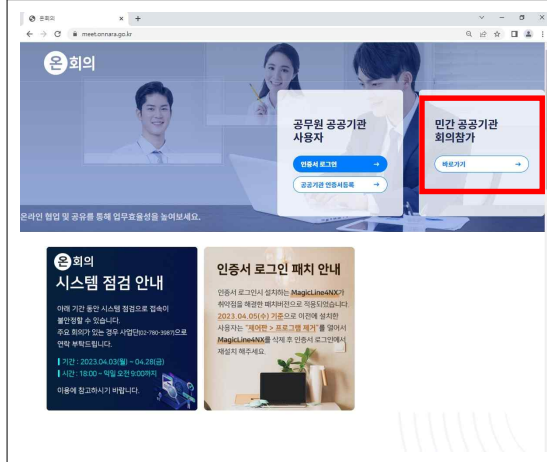 온회의
meet.onnara.go.kr
온회의
공무원 공공기관
사용자
인증서 로그인 →
공공기관 인증서등록 →
민간 공공기관
회의참가
바로가기 →
온라인 협업 및 공유를 통해 업무효율성을 높여보세요.
온회의
시스템 점검 안내
아래 기간 동안 시스템 점검으로 접속이
불안정할 수 있습니다.
주요 회의가 있는 경우 사업단(02-760-3987)으로
연락 부탁드립니다.
기간 : 2023.04.03(월) ~ 04.28(금)
시간 : 18:00 ~ 익일 오전 9:00까지
이용에 참고하시기 바랍니다.
인증서 로그인 패치 안내
인증서 로그인시 설치하는 MagicLine4NX가
취약점을 해결한 패치버전으로 적용되었습니다.
2023.04.05(수) 기준으로 이전에 설치한
사용자는 "제어판 > 프로그램 제거"를 열어서
MagicLine4NX를 삭제 후 인증서 로그인에서
재설치 해주세요.